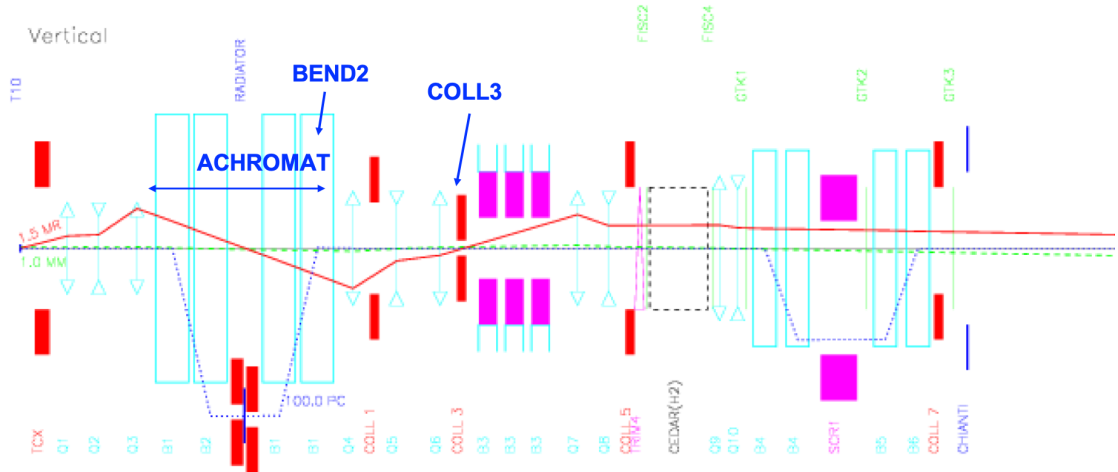 Vertical
T10
RADIATOR
BEND2
COLL3
FISC2
FISC4
GTK1
GTK2
GTK3
ACHROMAT
1.5 MR
1.0 MM
100.0 PC
TCX
Q1
Q2
Q3
B1
B2
B1
B1
Q4
COLL 1
Q5
Q6
COLL 3
B3
B3
B3
Q7
Q8
COLL 5
TRIM4
CEDAR(H2)
Q9
Q10
B4
B4
SCR1
B5
B6
COLL 7
CHIANTI